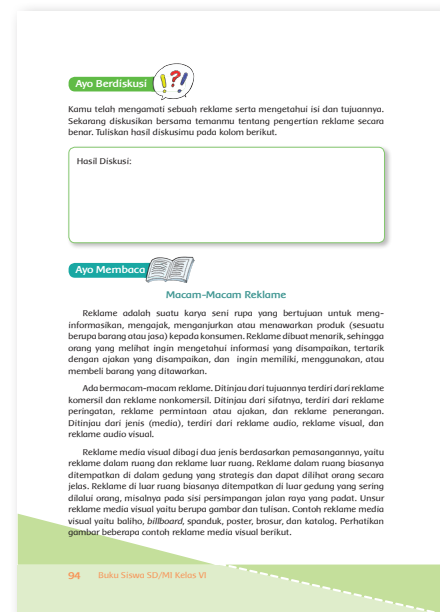 Ayo Berdiskusi
Kamu telah mengamati sebuah reklame serta mengetahui isi dan tujuannya.
Sekarang diskusikan bersama temanmu tentang pengertian reklame secara
benar. Tuliskan hasil diskusimu pada kolom berikut.
Hasil Diskusi:
Ayo Membaca
Macam-Macam Reklame
Reklame adalah suatu karya seni rupa yang bertujuan untuk meng-
informasikan, mengajak, menganjurkan atau menawarkan produk (sesuatu
berupa barang atau jasa) kepada konsumen. Reklame dibuat menarik, sehingga
orang yang melihat ingin mengetahui informasi yang disampaikan, tertarik
dengan ajakan yang disampaikan, dan ingin memiliki, menggunakan, atau
membeli barang yang ditawarkan.
Ada bermacam-macam reklame. Ditinjau dari tujuannya terdiri dari reklame
komersil dan reklame nonkomersil. Ditinjau dari sifatnya, terdiri dari reklame
peringatan, reklame permintaan atau ajakan, dan reklame penerangan.
Ditinjau dari jenis (media), terdiri dari reklame audio, reklame visual, dan
reklame audio visual.
Reklame media visual dibagi dua jenis berdasarkan pemasangannya, yaitu
reklame dalam ruang dan reklame luar ruang. Reklame dalam ruang biasanya
ditempatkan di dalam gedung yang strategis dan dapat dilihat orang secara
jelas. Reklame di luar ruang biasanya ditempatkan di luar gedung yang sering
dilalui orang, misalnya pada sisi persimpangan jalan raya yang padat. Unsur
reklame media visual yaitu berupa gambar dan tulisan. Contoh reklame media
visual yaitu baliho, billboard, spanduk, poster, brosur, dan katalog. Perhatikan
gambar beberapa contoh reklame media visual berikut.
94 Buku Siswa SD/MI Kelas VI